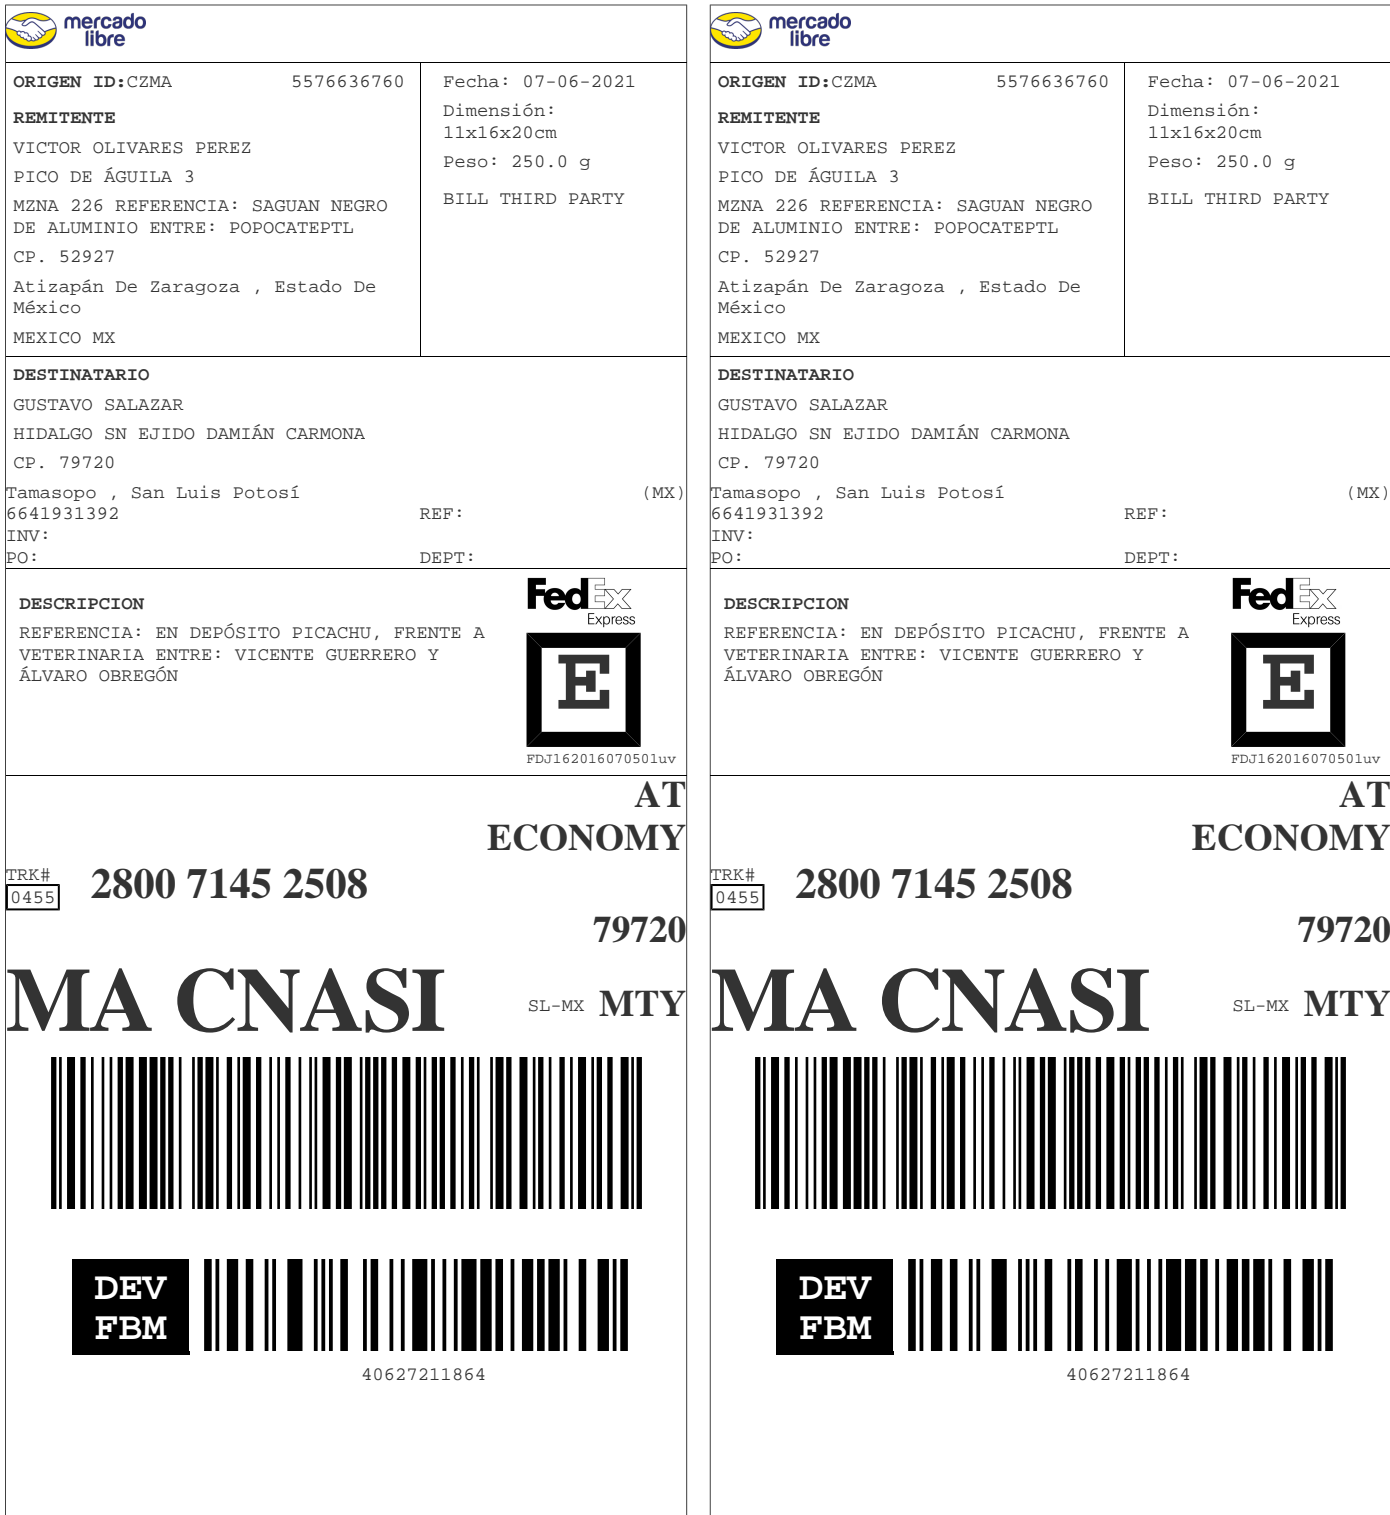 mercado
libre
ORIGEN ID:CZMA 5576636760
REMITENTE
VICTOR OLIVARES PEREZ
PICO DE ÁGUILA 3
MZNA 226 REFERENCIA: SAGUAN NEGRO
DE ALUMINIO ENTRE: POPOCATEPTL
CP. 52927
Atizapán De Zaragoza , Estado De
México
MEXICO MX
Fecha: 07-06-2021
Dimensión:
11x16x20cm
Peso: 250.0 g
BILL THIRD PARTY
DESTINATARIO
GUSTAVO SALAZAR
HIDALGO SN EJIDO DAMIÁN CARMONA
CP. 79720
Tamasopo , San Luis Potosí (MX)
6641931392 REF:
INV:
PO: DEPT:
DESCRIPCION
REFERENCIA: EN DEPÓSITO PICACHU, FRENTE A
VETERINARIA ENTRE: VICENTE GUERRERO Y
ÁLVARO OBREGÓN
FedEx
Express
E
FDJ162016070501uv
AT
ECONOMY
TRK#
0455
2800 7145 2508
79720
MA CNASI SL-MX MTY
DEV
FBM
40627211864
mercado
libre
ORIGEN ID:CZMA 5576636760
REMITENTE
VICTOR OLIVARES PEREZ
PICO DE ÁGUILA 3
MZNA 226 REFERENCIA: SAGUAN NEGRO
DE ALUMINIO ENTRE: POPOCATEPTL
CP. 52927
Atizapán De Zaragoza , Estado De
México
MEXICO MX
Fecha: 07-06-2021
Dimensión:
11x16x20cm
Peso: 250.0 g
BILL THIRD PARTY
DESTINATARIO
GUSTAVO SALAZAR
HIDALGO SN EJIDO DAMIÁN CARMONA
CP. 79720
Tamasopo , San Luis Potosí (MX)
6641931392 REF:
INV:
PO: DEPT:
DESCRIPCION
REFERENCIA: EN DEPÓSITO PICACHU, FRENTE A
VETERINARIA ENTRE: VICENTE GUERRERO Y
ÁLVARO OBREGÓN
FedEx
Express
E
FDJ162016070501uv
AT
ECONOMY
TRK#
0455
2800 7145 2508
79720
MA CNASI SL-MX MTY
DEV
FBM
40627211864